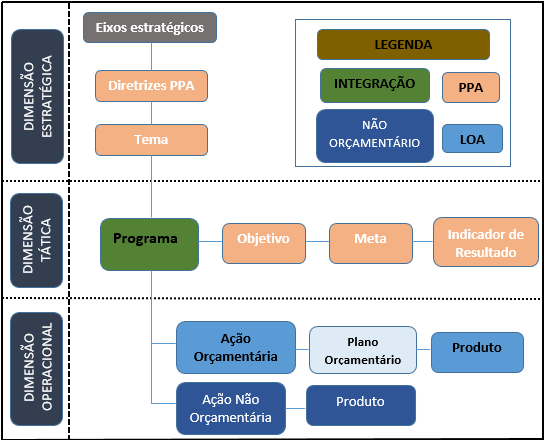 DIMENSÃO
ESTRATÉGICA
Eixos estratégicos
Diretrizes PPA
Tema
LEGENDA
INTEGRAÇÃO
PPA
NÃO
ORÇAMENTÁRIO
LOA
DIMENSÃO
TÁTICA
Programa
Objetivo
Meta
Indicador de
Resultado
DIMENSÃO
OPERACIONAL
Ação
Orçamentária
Plano
Orçamentário
Produto
Ação Não
Orçamentária
Produto